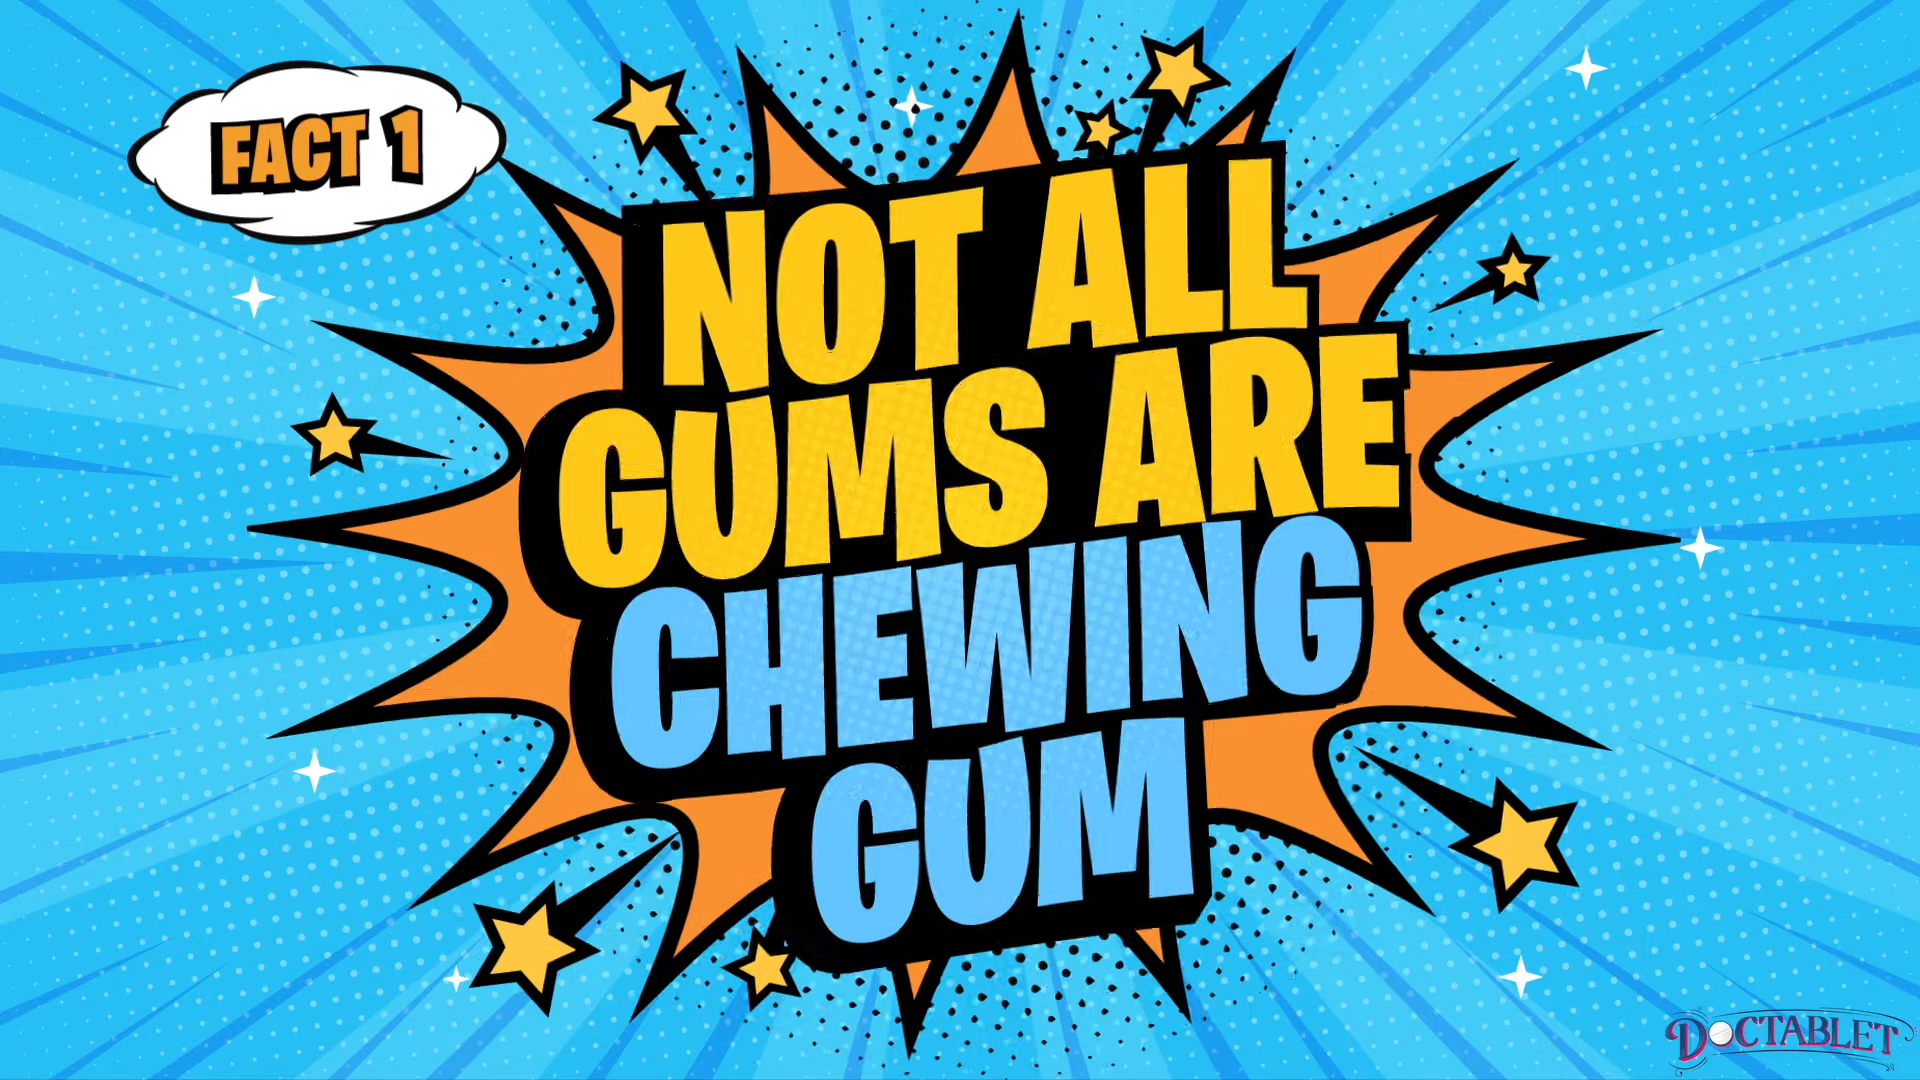 FACT 1
NOT ALL
GUMS ARE
CHEWING
GUM
DOCTABLET